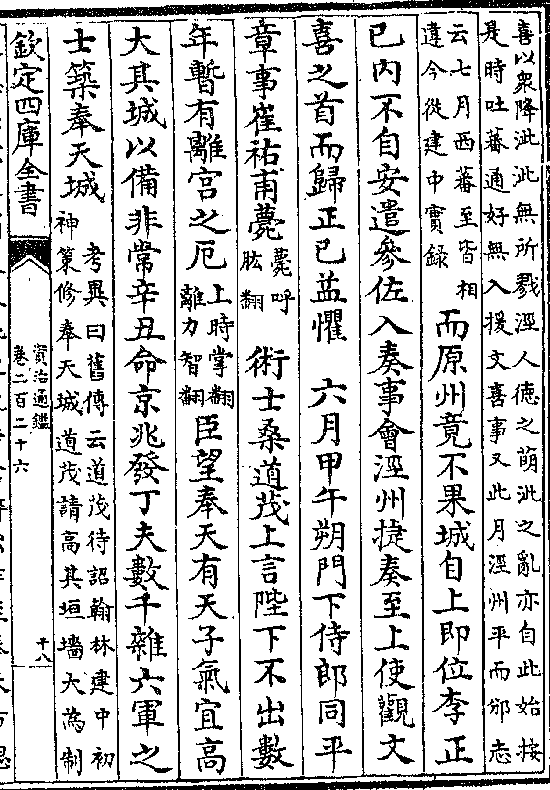 喜以衆降泚泚無所戮涇人德之萌泚之亂亦自此始按
是時吐蕃通好無入援文喜事又此月涇州平而邠志
云七月西蕃至皆相
違今從建中實録
而原州竟不果城自上即位李正
已内不自安遣參佐入奏事會涇州捷奏至上使觀文
喜之首而歸正已益懼　六月甲午朔門下侍郎同平
章事崔祐甫薨
薨呼
肱翻
術士桑道茂上言陛下不出數
年暫有離宫之厄
上時掌翻
離力智翻
臣望奉天有天子氣宜高
大其城以備非常辛丑命京兆發丁夫數千雜六軍之
士築奉天城
考異曰舊傳云道茂待詔翰林建中初
神策修奉天城道茂請高其垣墻大為制
欽定四庫全書
資治通鑑
卷二百二十六
十八